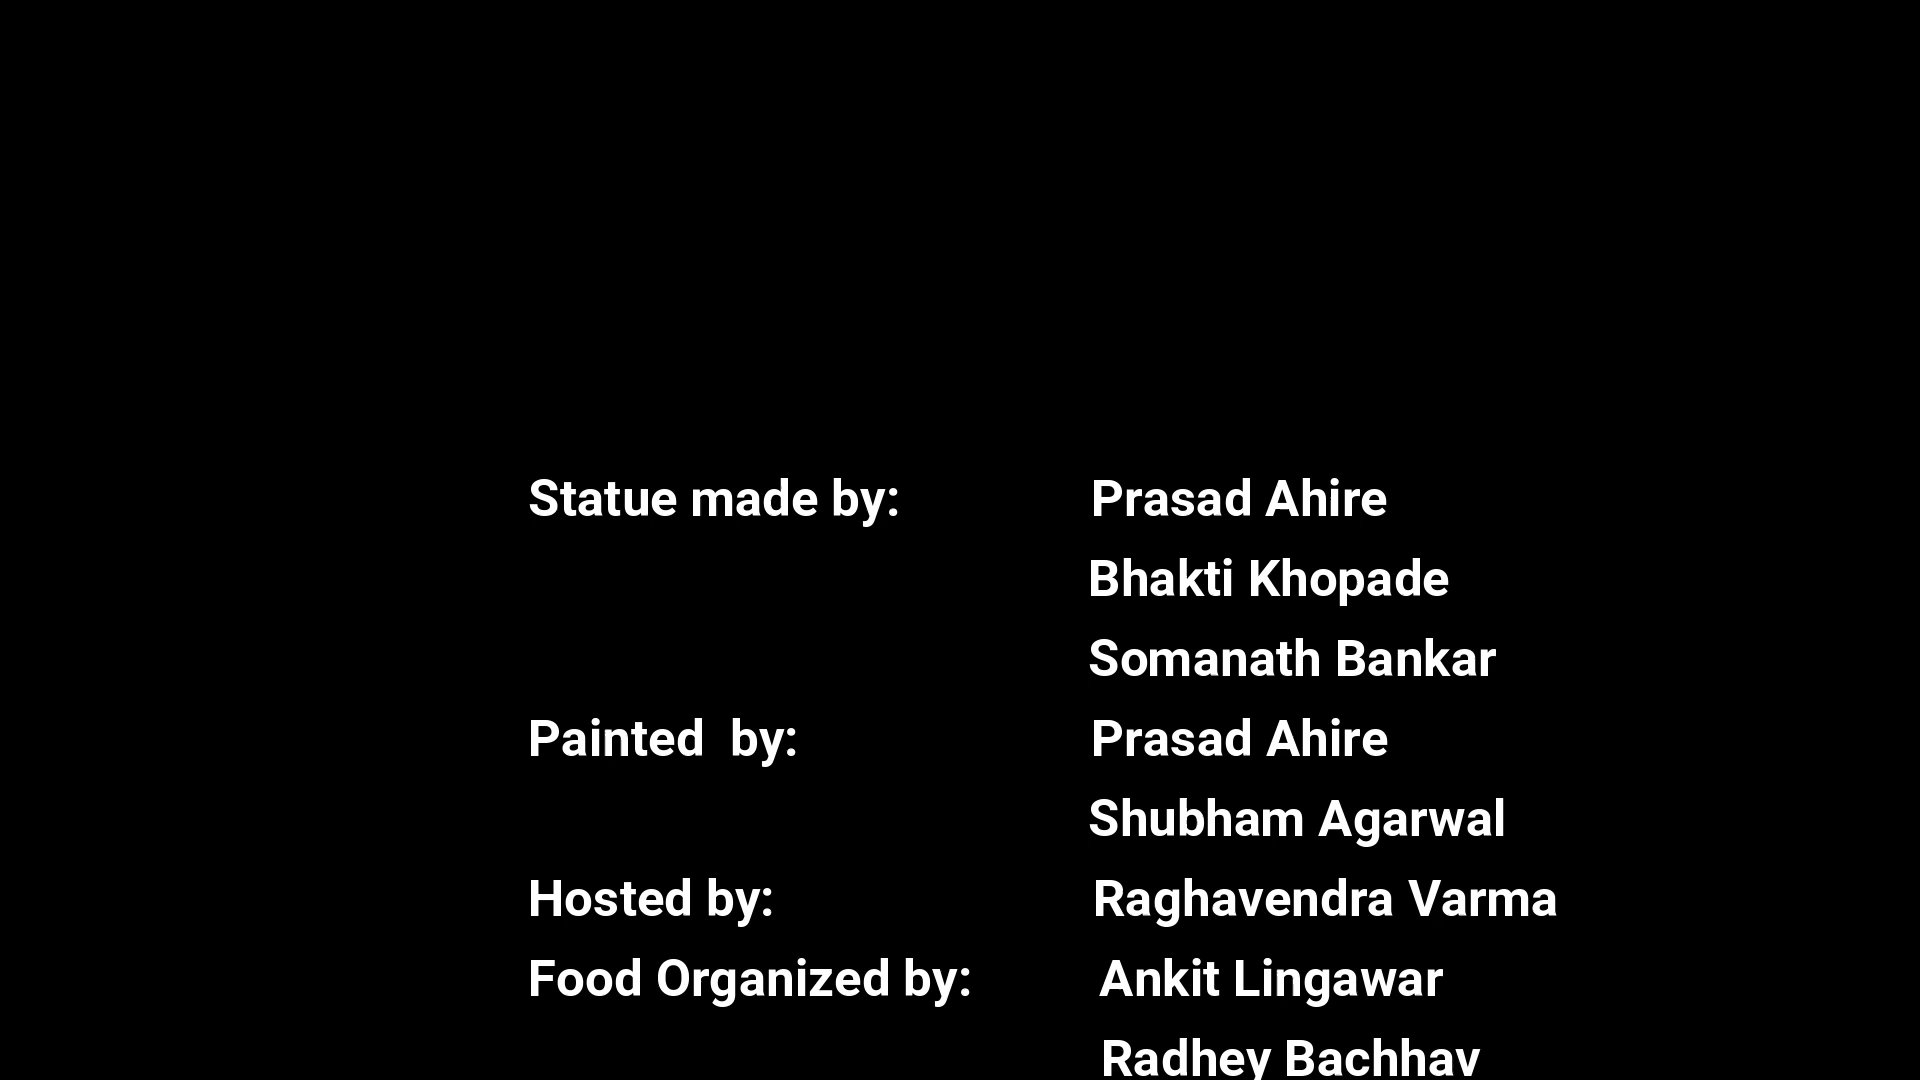 Statue made by: Prasad Ahire
Bhakti Khopade
Somanath Bankar
Painted  by: Prasad Ahire
Shubham Agarwal
Hosted by: Raghavendra Varma
Food Organized by: Ankit Lingawar
Radhey Bachhav